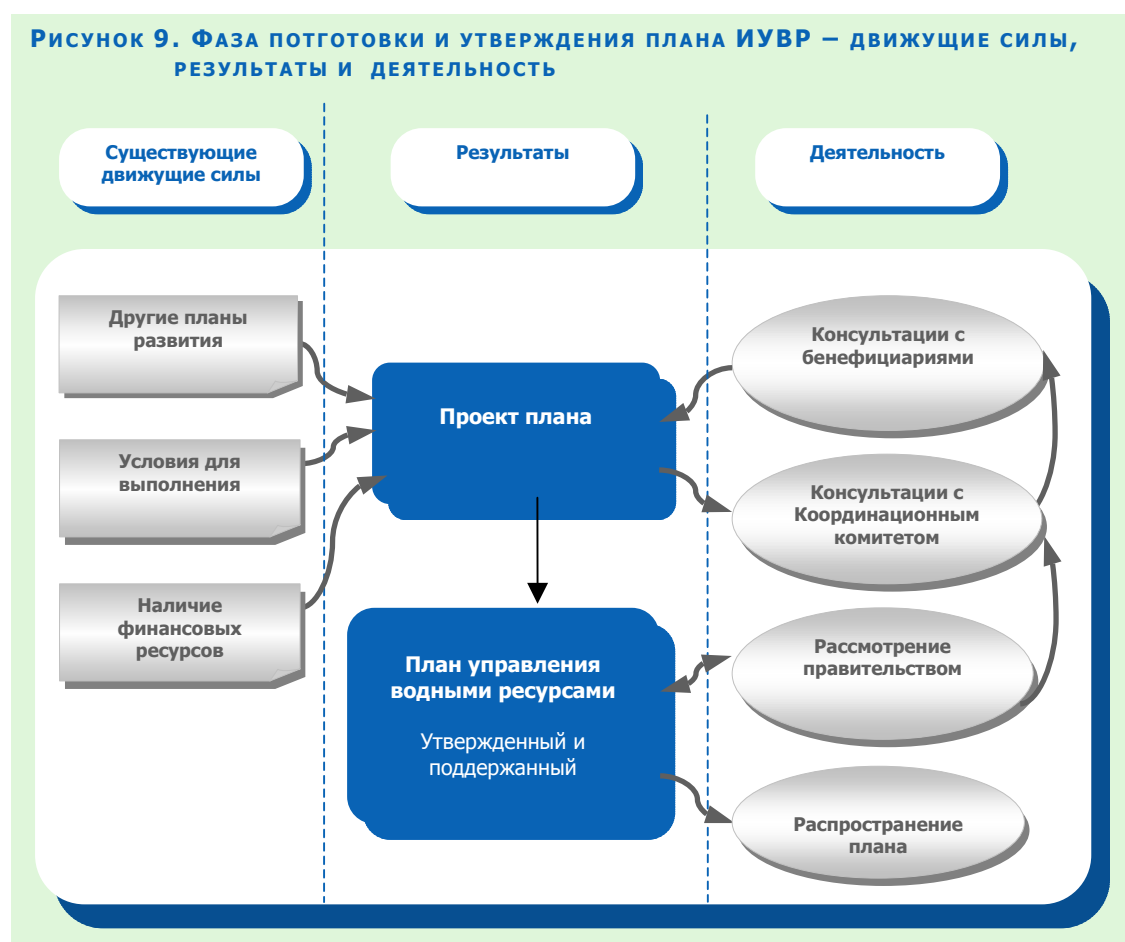 Рисунок 9. Фаза потготовки и утверждения плана ИУВР – движущие силы,
результаты и деятельность
Существующие
движущие силы
Результаты
Деятельность
Другие планы
развития
Условия для
выполнения
Наличие
финансовых
ресурсов
Проект плана
План управления
водными ресурсами
Утвержденный и
поддержанный
Консультации с
бенефициариями
Консультации с
Координационным
комитетом
Рассмотрение
правительством
Распространение
плана